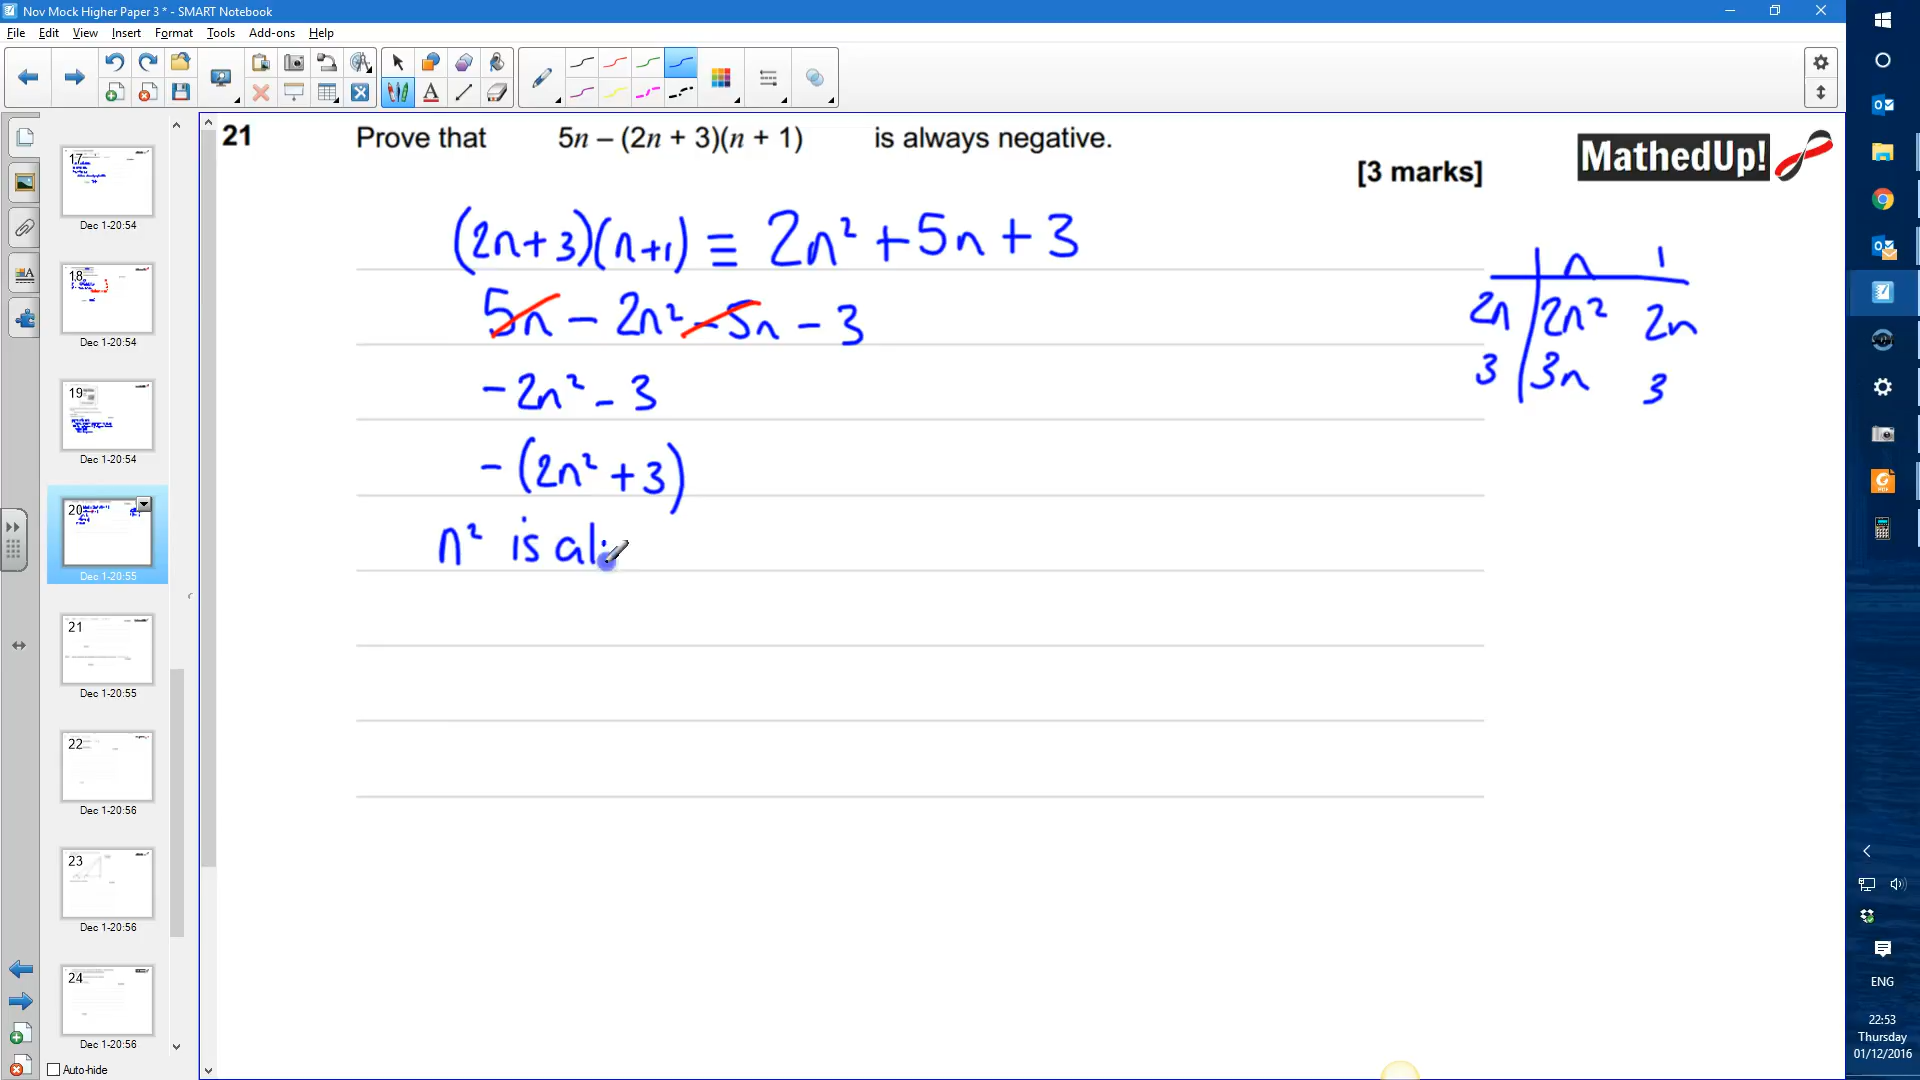 Nov Mock Higher Paper 3 * - SMART Notebook
File Edit View Insert Format Tools Add-ons Help
21 Prove that 5n – (2n + 3)(n + 1) is always negative.
[3 marks]
MathedUp!
(2n+3)(n+1) ≡ 2n² + 5n + 3
5n - 2n² - 5n - 3
-2n² - 3
-(2n² + 3)
n² is al
n 1
2n 2n² 2n
3 3n 3
17
Dec 1-20:54
18
Dec 1-20:54
19
Dec 1-20:54
20
Dec 1-20:55
21
Dec 1-20:55
22
Dec 1-20:56
23
Dec 1-20:56
24
Dec 1-20:56
Auto-hide
ENG
22:53
Thursday
01/12/2016